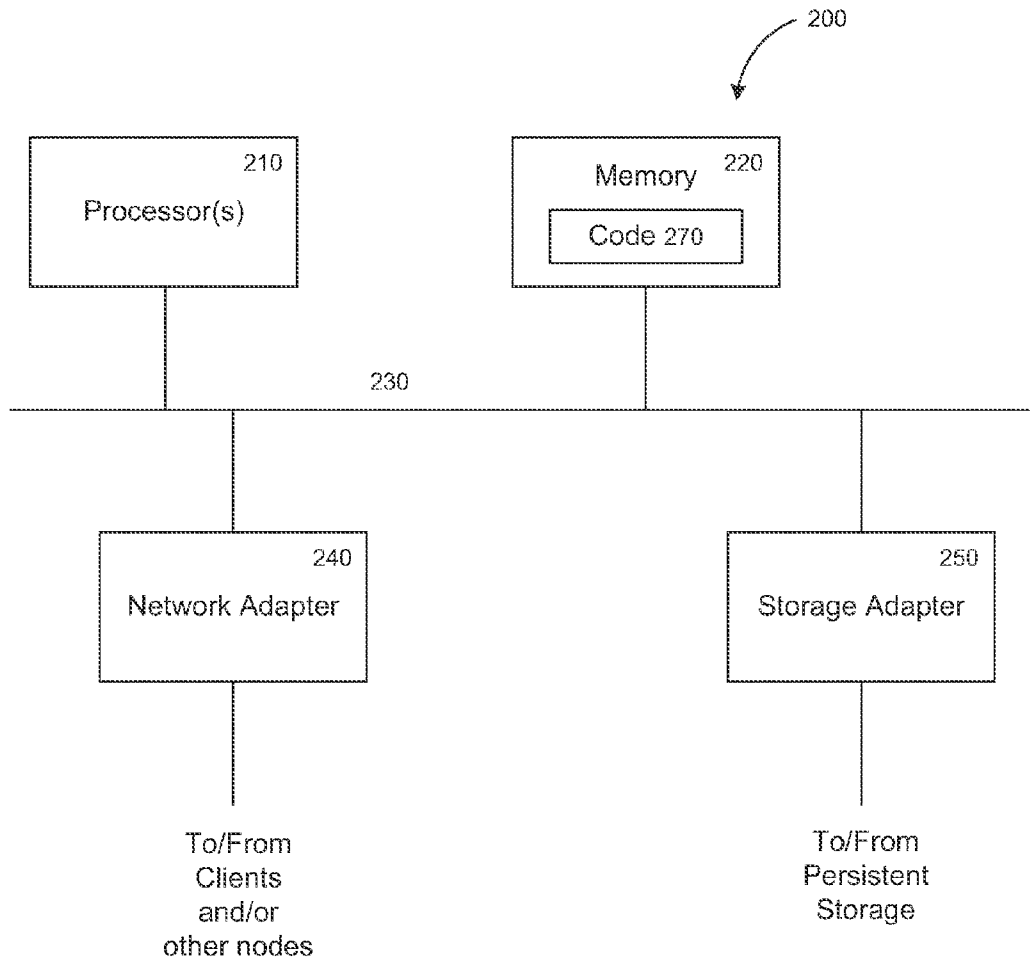 200
210
Processor(s)
220
Memory
Code 270
230
240
Network Adapter
250
Storage Adapter
To/From
Clients
and/or
other nodes
To/From
Persistent
Storage